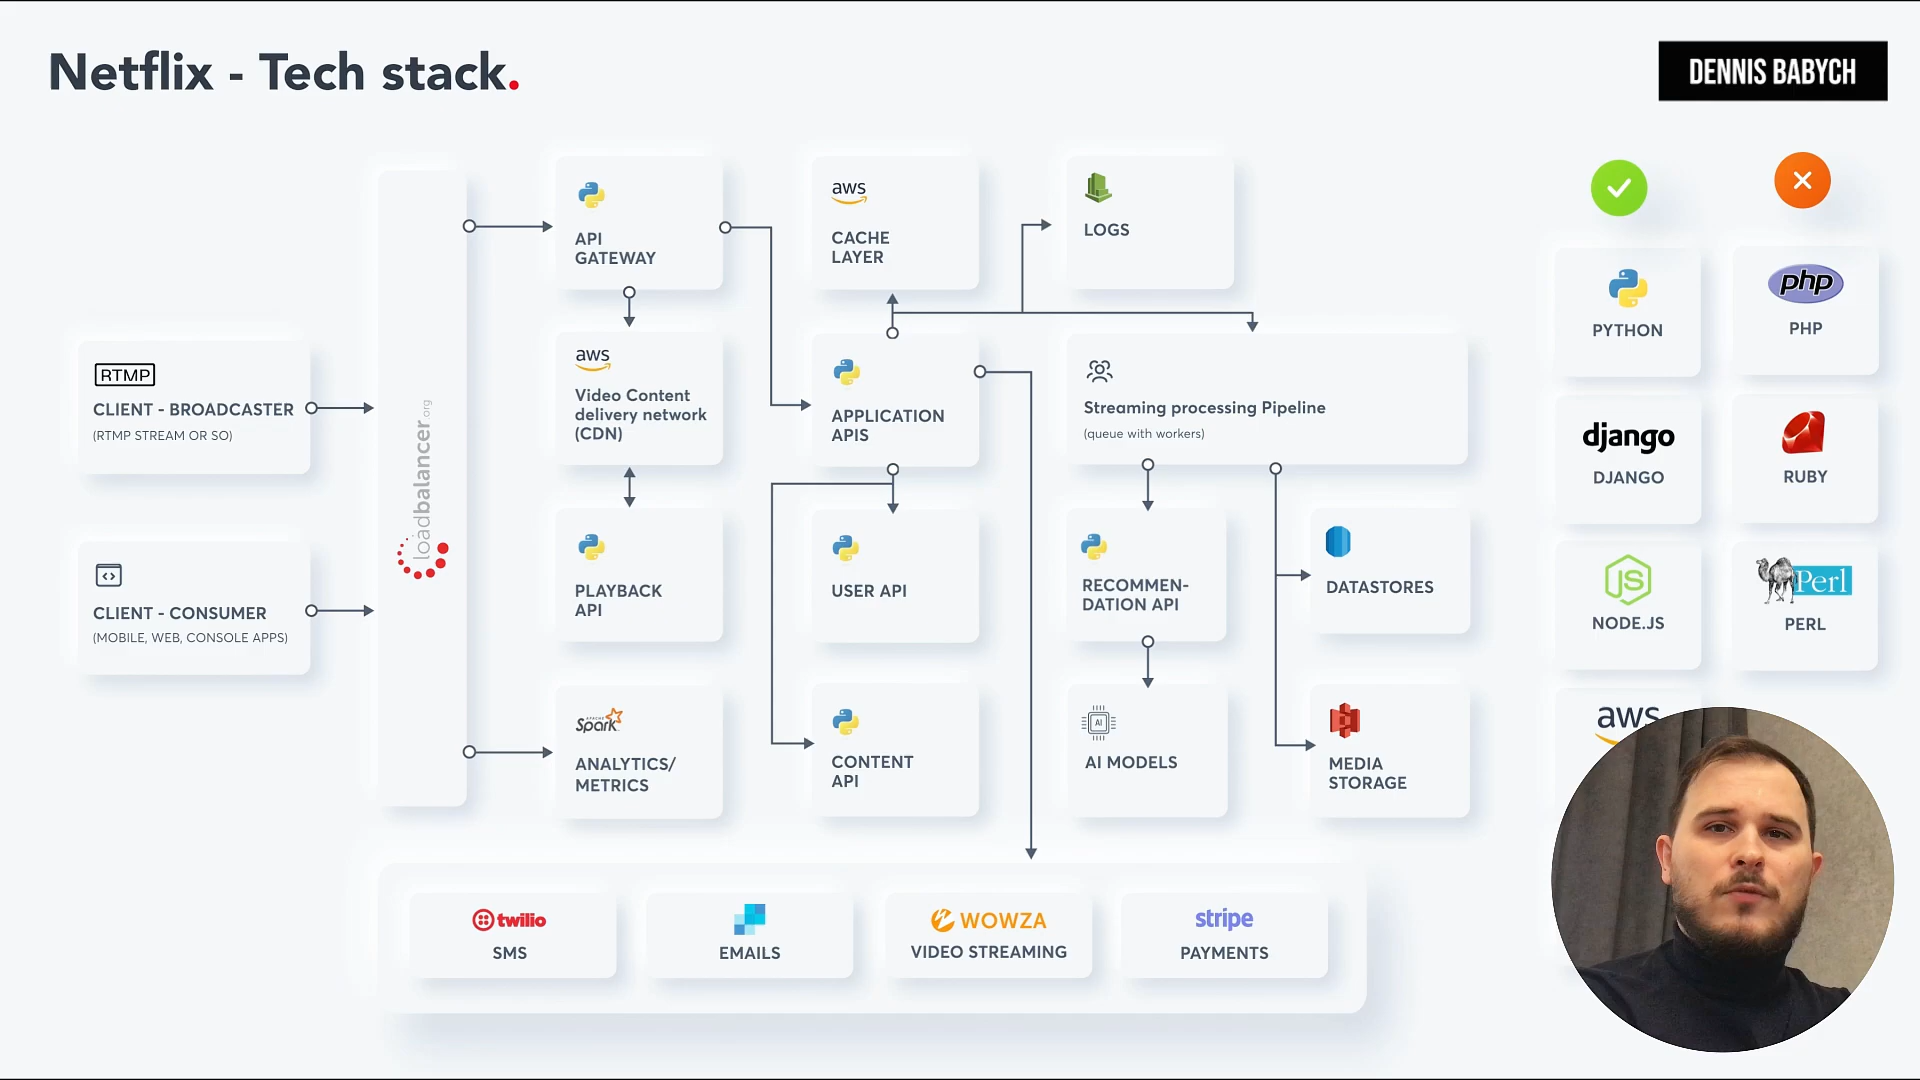 Netflix - Tech stack.
DENNIS BABYCH
RTMP
CLIENT - BROADCASTER
(RTMP STREAM OR SO)
CLIENT - CONSUMER
(MOBILE, WEB, CONSOLE APPS)
loadbalancer.org
API
GATEWAY
aws
Video Content
delivery network
(CDN)
PLAYBACK
API
APACHE
Spark
ANALYTICS/
METRICS
aws
CACHE
LAYER
APPLICATION
APIS
USER API
CONTENT
API
LOGS
Streaming processing Pipeline
(queue with workers)
RECOMMEN-
DATION API
AI
AI MODELS
DATASTORES
MEDIA
STORAGE
twilio
SMS
EMAILS
WOWZA
VIDEO STREAMING
stripe
PAYMENTS
PYTHON
django
DJANGO
JS
NODE.JS
aws
php
PHP
RUBY
Perl
PERL